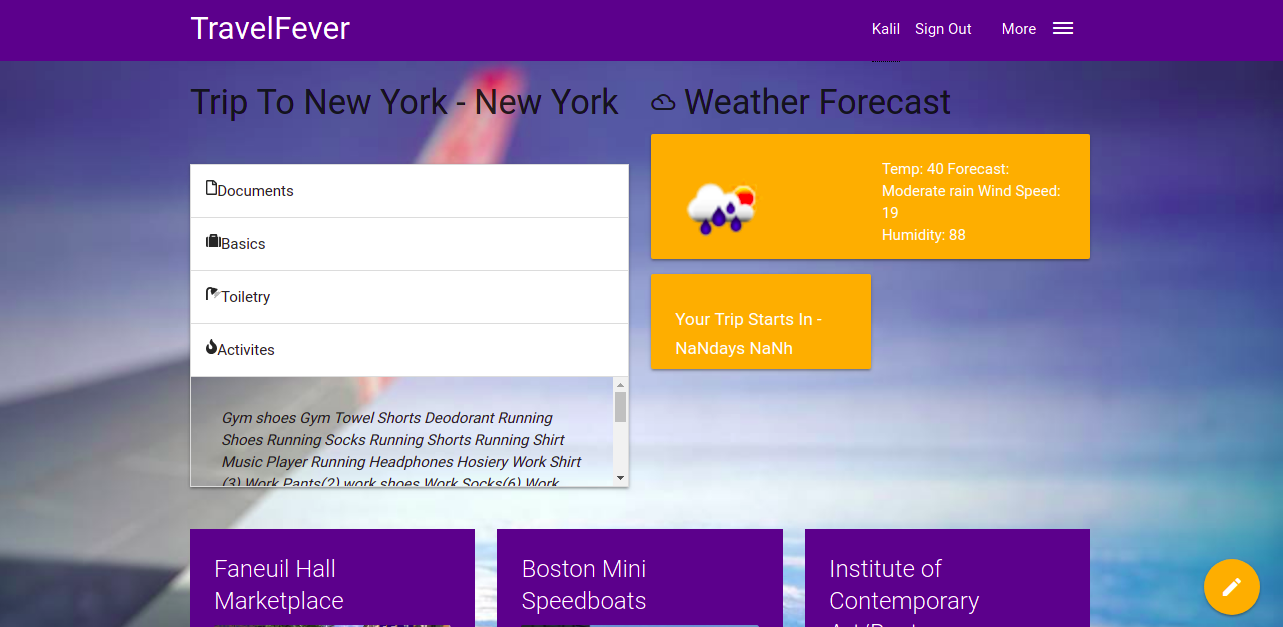 TravelFever
Kalil Sign Out More
Trip To New York - New York
Documents
Basics
Toiletry
Activites
Gym shoes Gym Towel Shorts Deodorant Running
Shoes Running Socks Running Shorts Running Shirt
Music Player Running Headphones Hosiery Work Shirt
(3) Work Pants(2) work shoes Work Socks(6) Work
Weather Forecast
Temp: 40 Forecast:
Moderate rain Wind Speed:
19
Humidity: 88
Your Trip Starts In -
NaNdays NaNh
Faneuil Hall
Marketplace
Boston Mini
Speedboats
Institute of
Contemporary